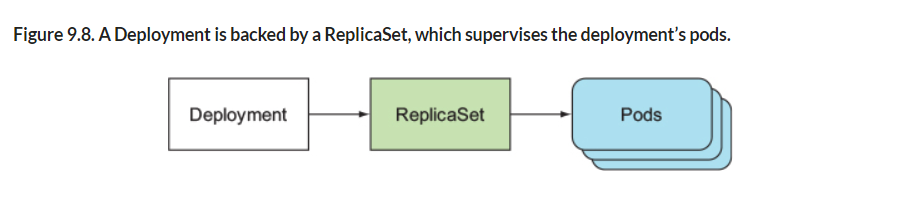 Figure 9.8. A Deployment is backed by a ReplicaSet, which supervises the deployment’s pods.
Deployment
ReplicaSet
Pods